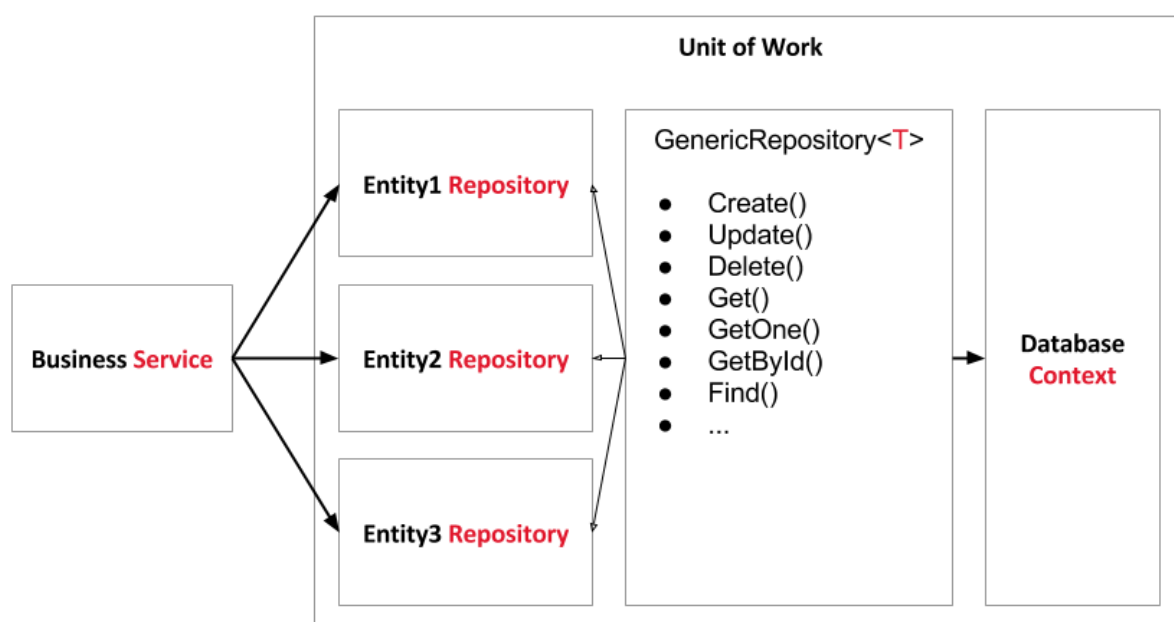 Unit of Work
Entity1 Repository
Entity2 Repository
Entity3 Repository
Business Service
GenericRepository<T>
● Create()
● Update()
● Delete()
● Get()
● GetOne()
● GetById()
● Find()
● ...
Database
Context